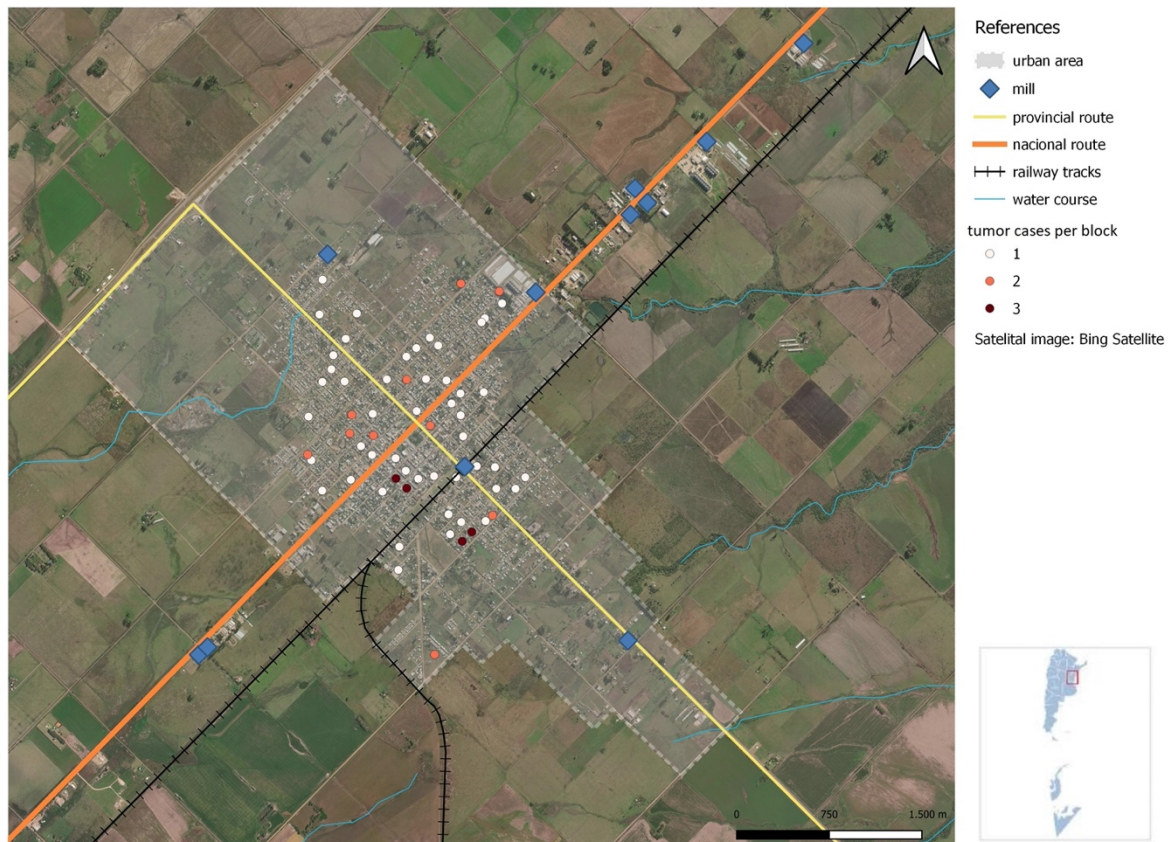 References
urban area
mill
provincial route
nacional route
railway tracks
water course
tumor cases per block
1
2
3
Satelital image: Bing Satellite
0 750 1.500 m